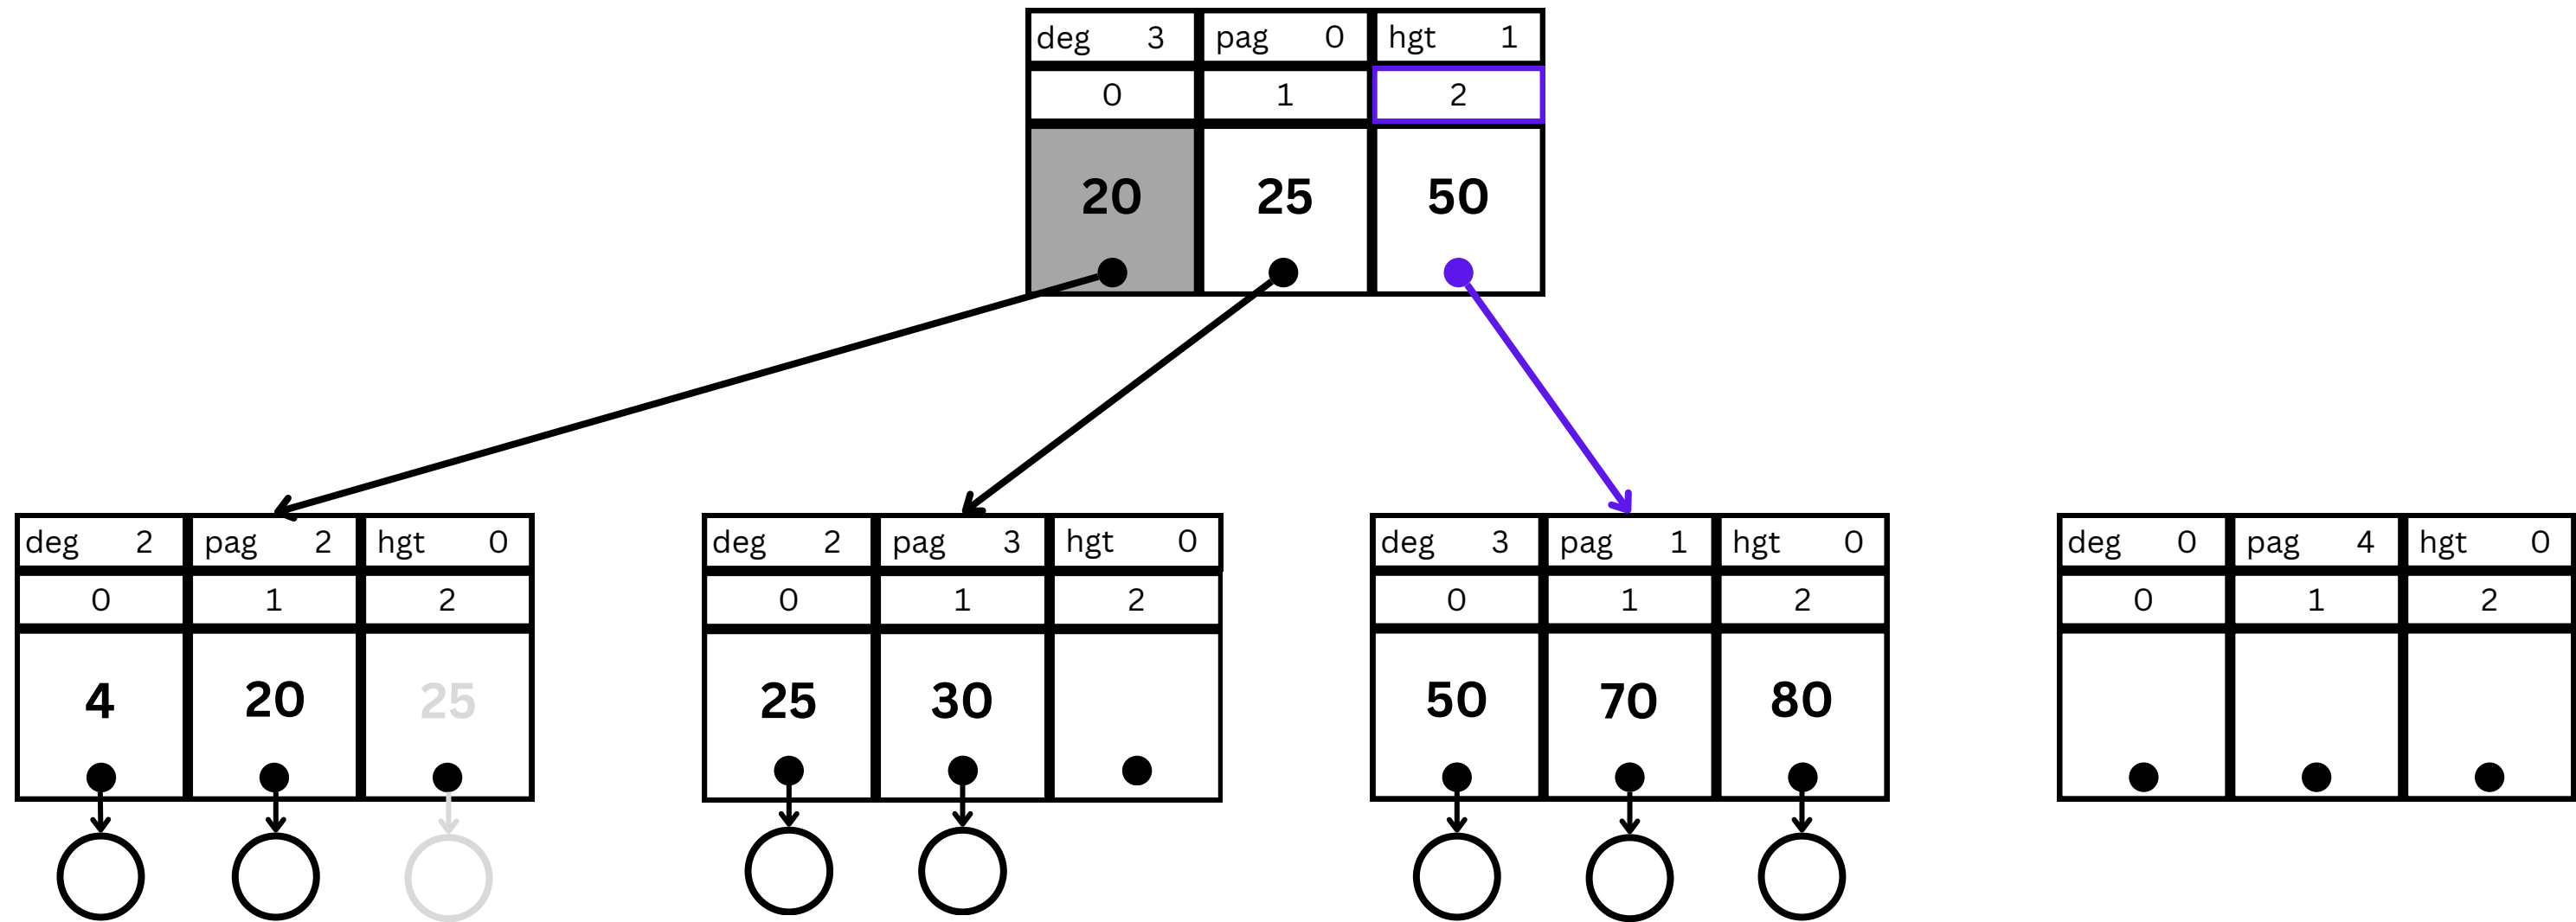 deg 3 pag 0 hgt 1
0 1 2
20 25 50
deg 2 pag 2 hgt 0
0 1 2
4 20 25
deg 2 pag 3 hgt 0
0 1 2
25 30
deg 3 pag 1 hgt 0
0 1 2
50 70 80
deg 0 pag 4 hgt 0
0 1 2